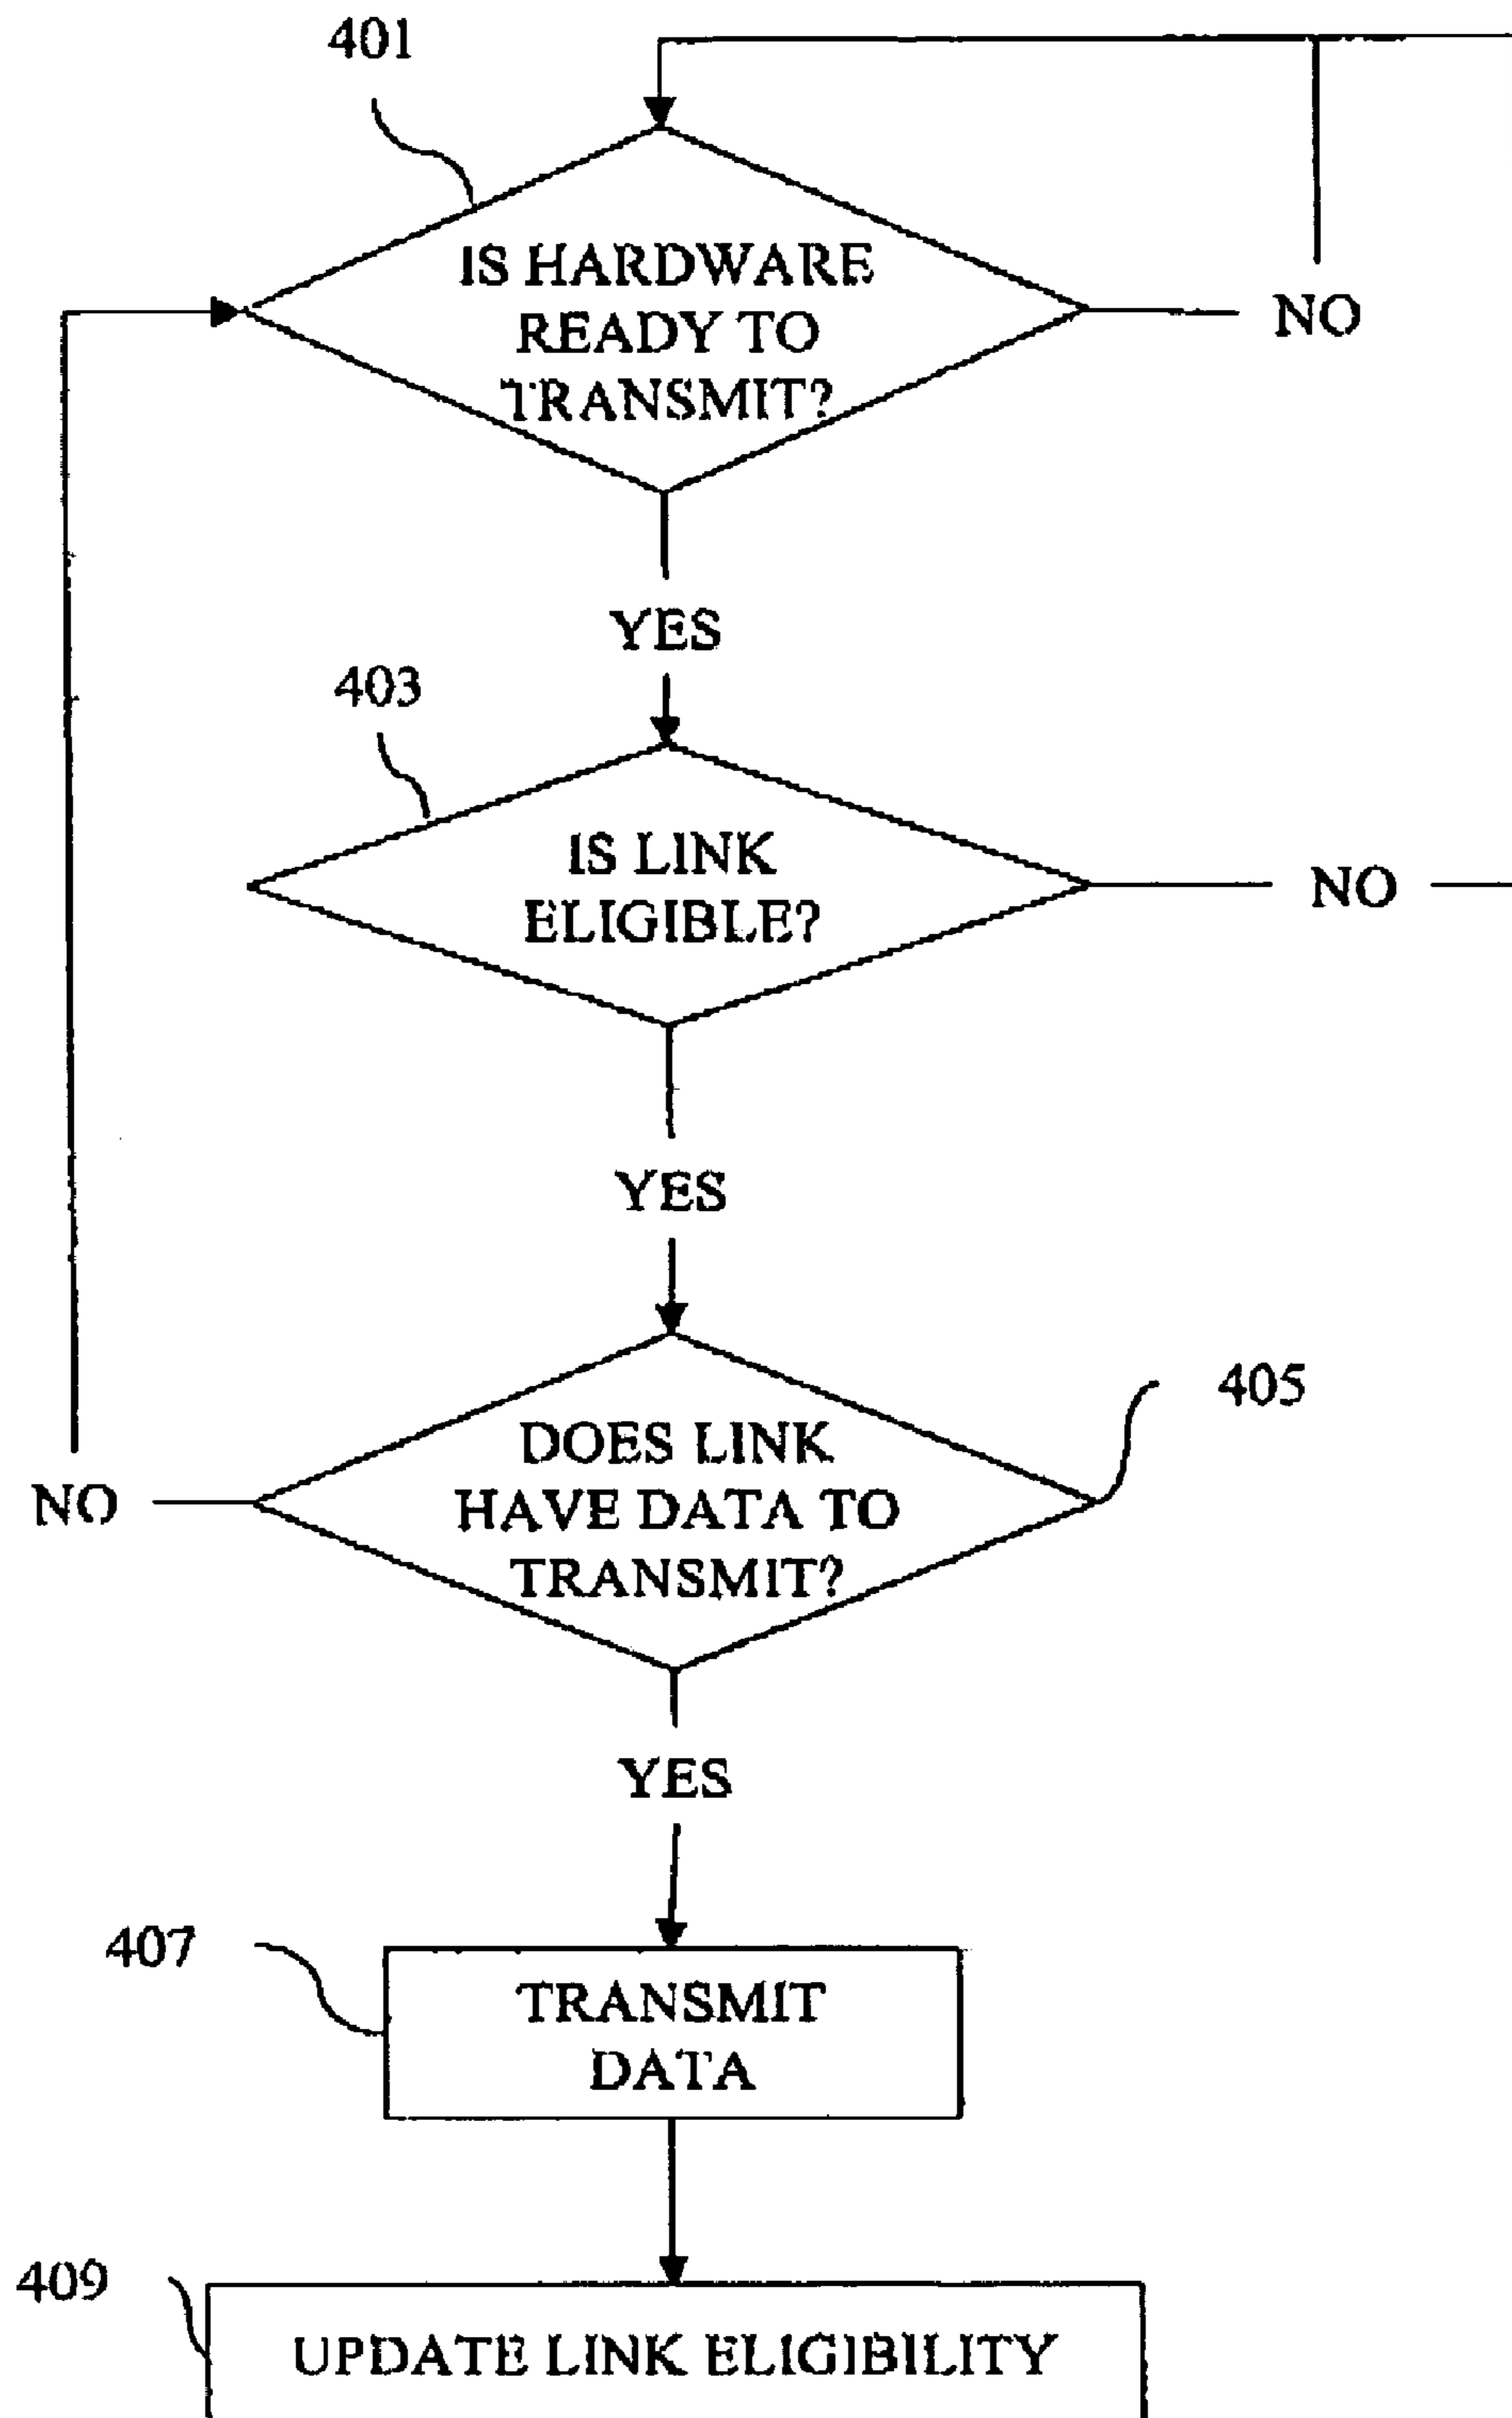 401
IS HARDWARE
READY TO
TRANSMIT?
NO
YES
403
IS LINK
ELIGIBLE?
NO
YES
405
DOES LINK
HAVE DATA TO
TRANSMIT?
NO
YES
407
TRANSMIT
DATA
409
UPDATE LINK ELIGIBILITY